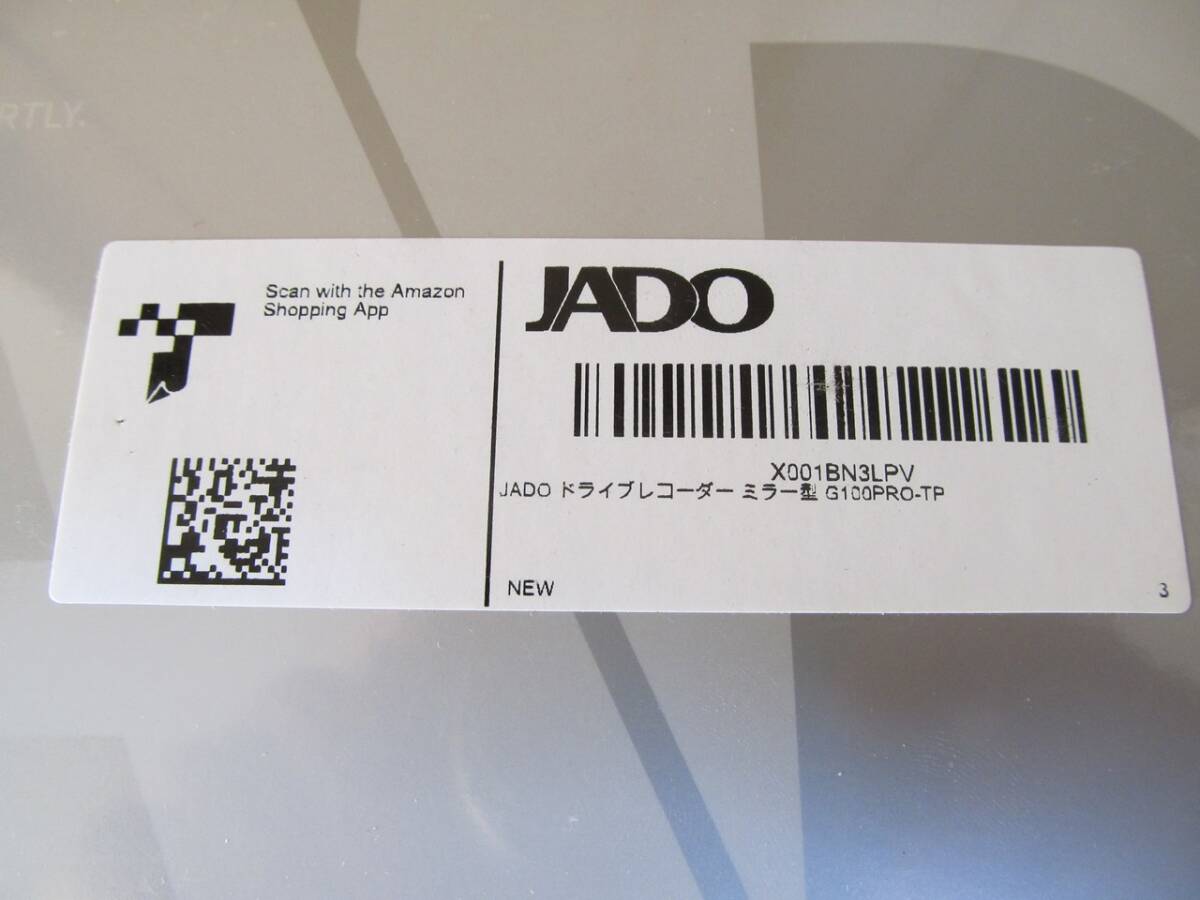 RTLY.
Scan with the Amazon
Shopping App
JADO
X001BN3LPV
JADO ドライブレコーダー ミラー型 G100PRO-TP
NEW
3